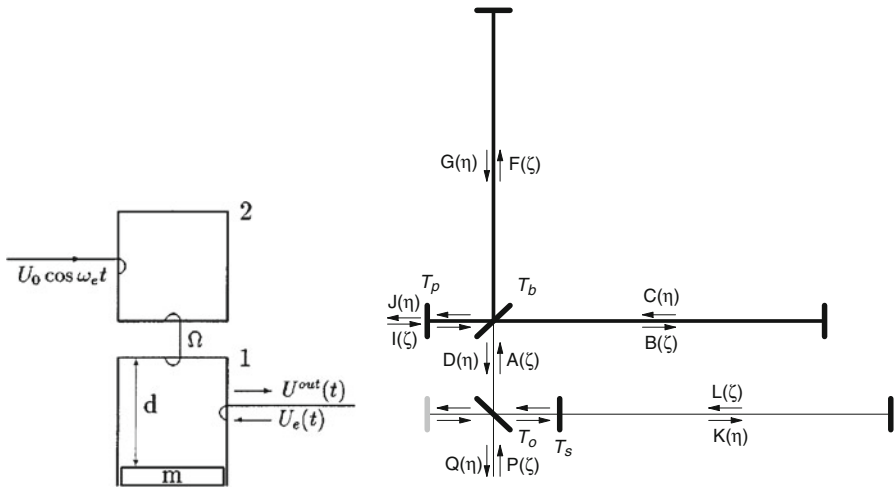 2
U₀ cos ωₑt
Ω
1
d
U^out(t)
Uₑ(t)
m
G(η)
F(ζ)
T_p
T_b
J(η)
I(ζ)
C(η)
B(ζ)
D(η)
A(ζ)
L(ζ)
K(η)
T_o
T_s
Q(η)
P(ζ)